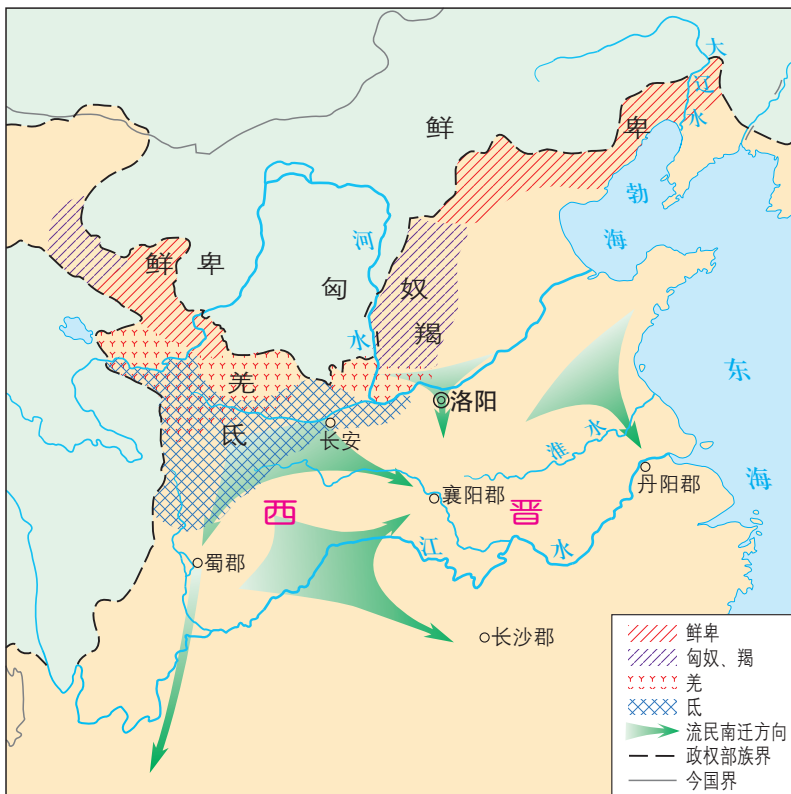 大辽水
鲜卑
勃海
河水
鲜卑
匈奴
羯
羌
氐
东海
洛阳
长安
淮水
丹阳郡
襄阳郡
西晋
江水
蜀郡
长沙郡
鲜卑
匈奴、羯
羌
氐
流民南迁方向
政权部族界
今国界